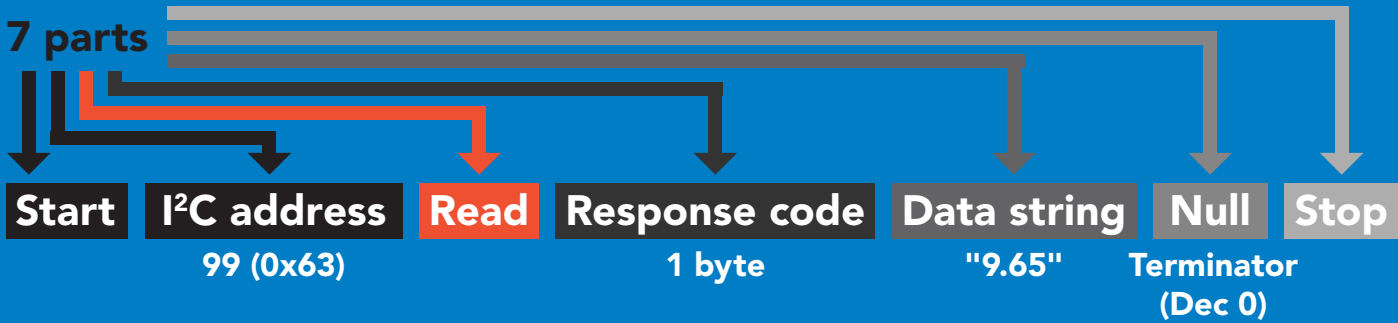 7 parts
Start I²C address Read Response code Data string Null Stop
99 (0x63) 1 byte "9.65" Terminator
(Dec 0)